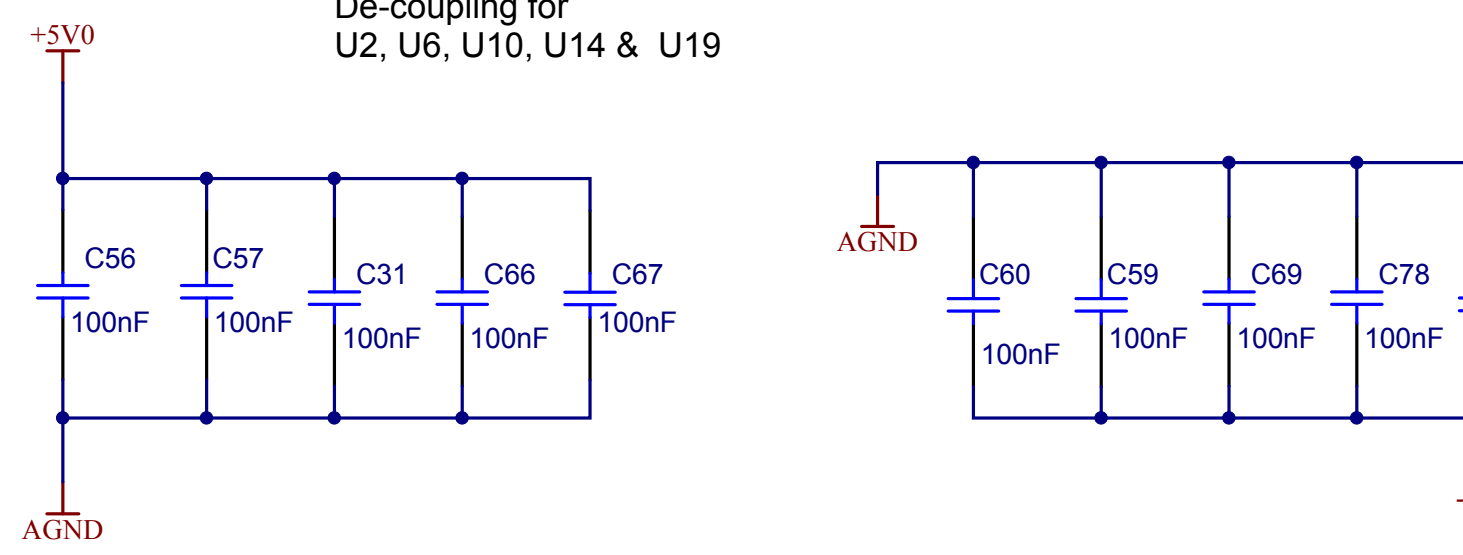 De-coupling for
U2, U6, U10, U14 & U19
+5V0
C56
100nF
C57
100nF
C31
100nF
C66
100nF
C67
100nF
AGND
AGND
C60
100nF
C59
100nF
C69
100nF
C78
100nF